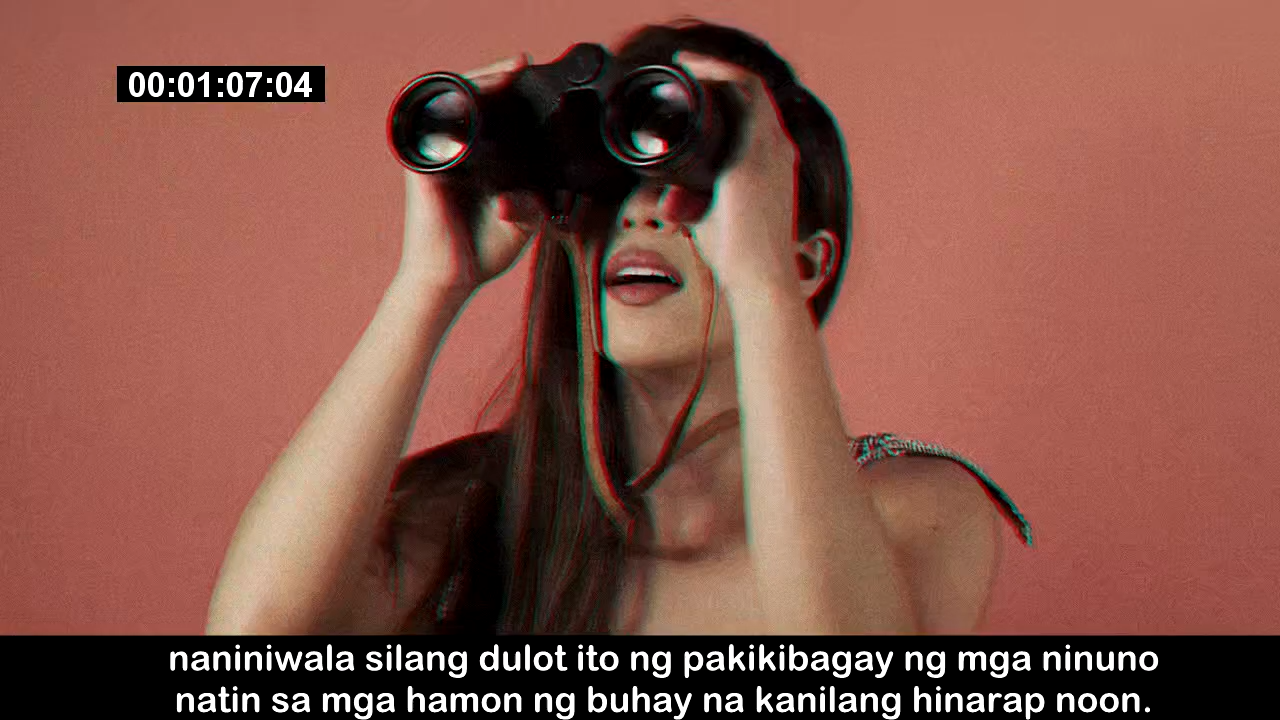 00:01:07:04
naniniwala silang dulot ito ng pakikibagay ng mga ninuno
natin sa mga hamon ng buhay na kanilang hinarap noon.